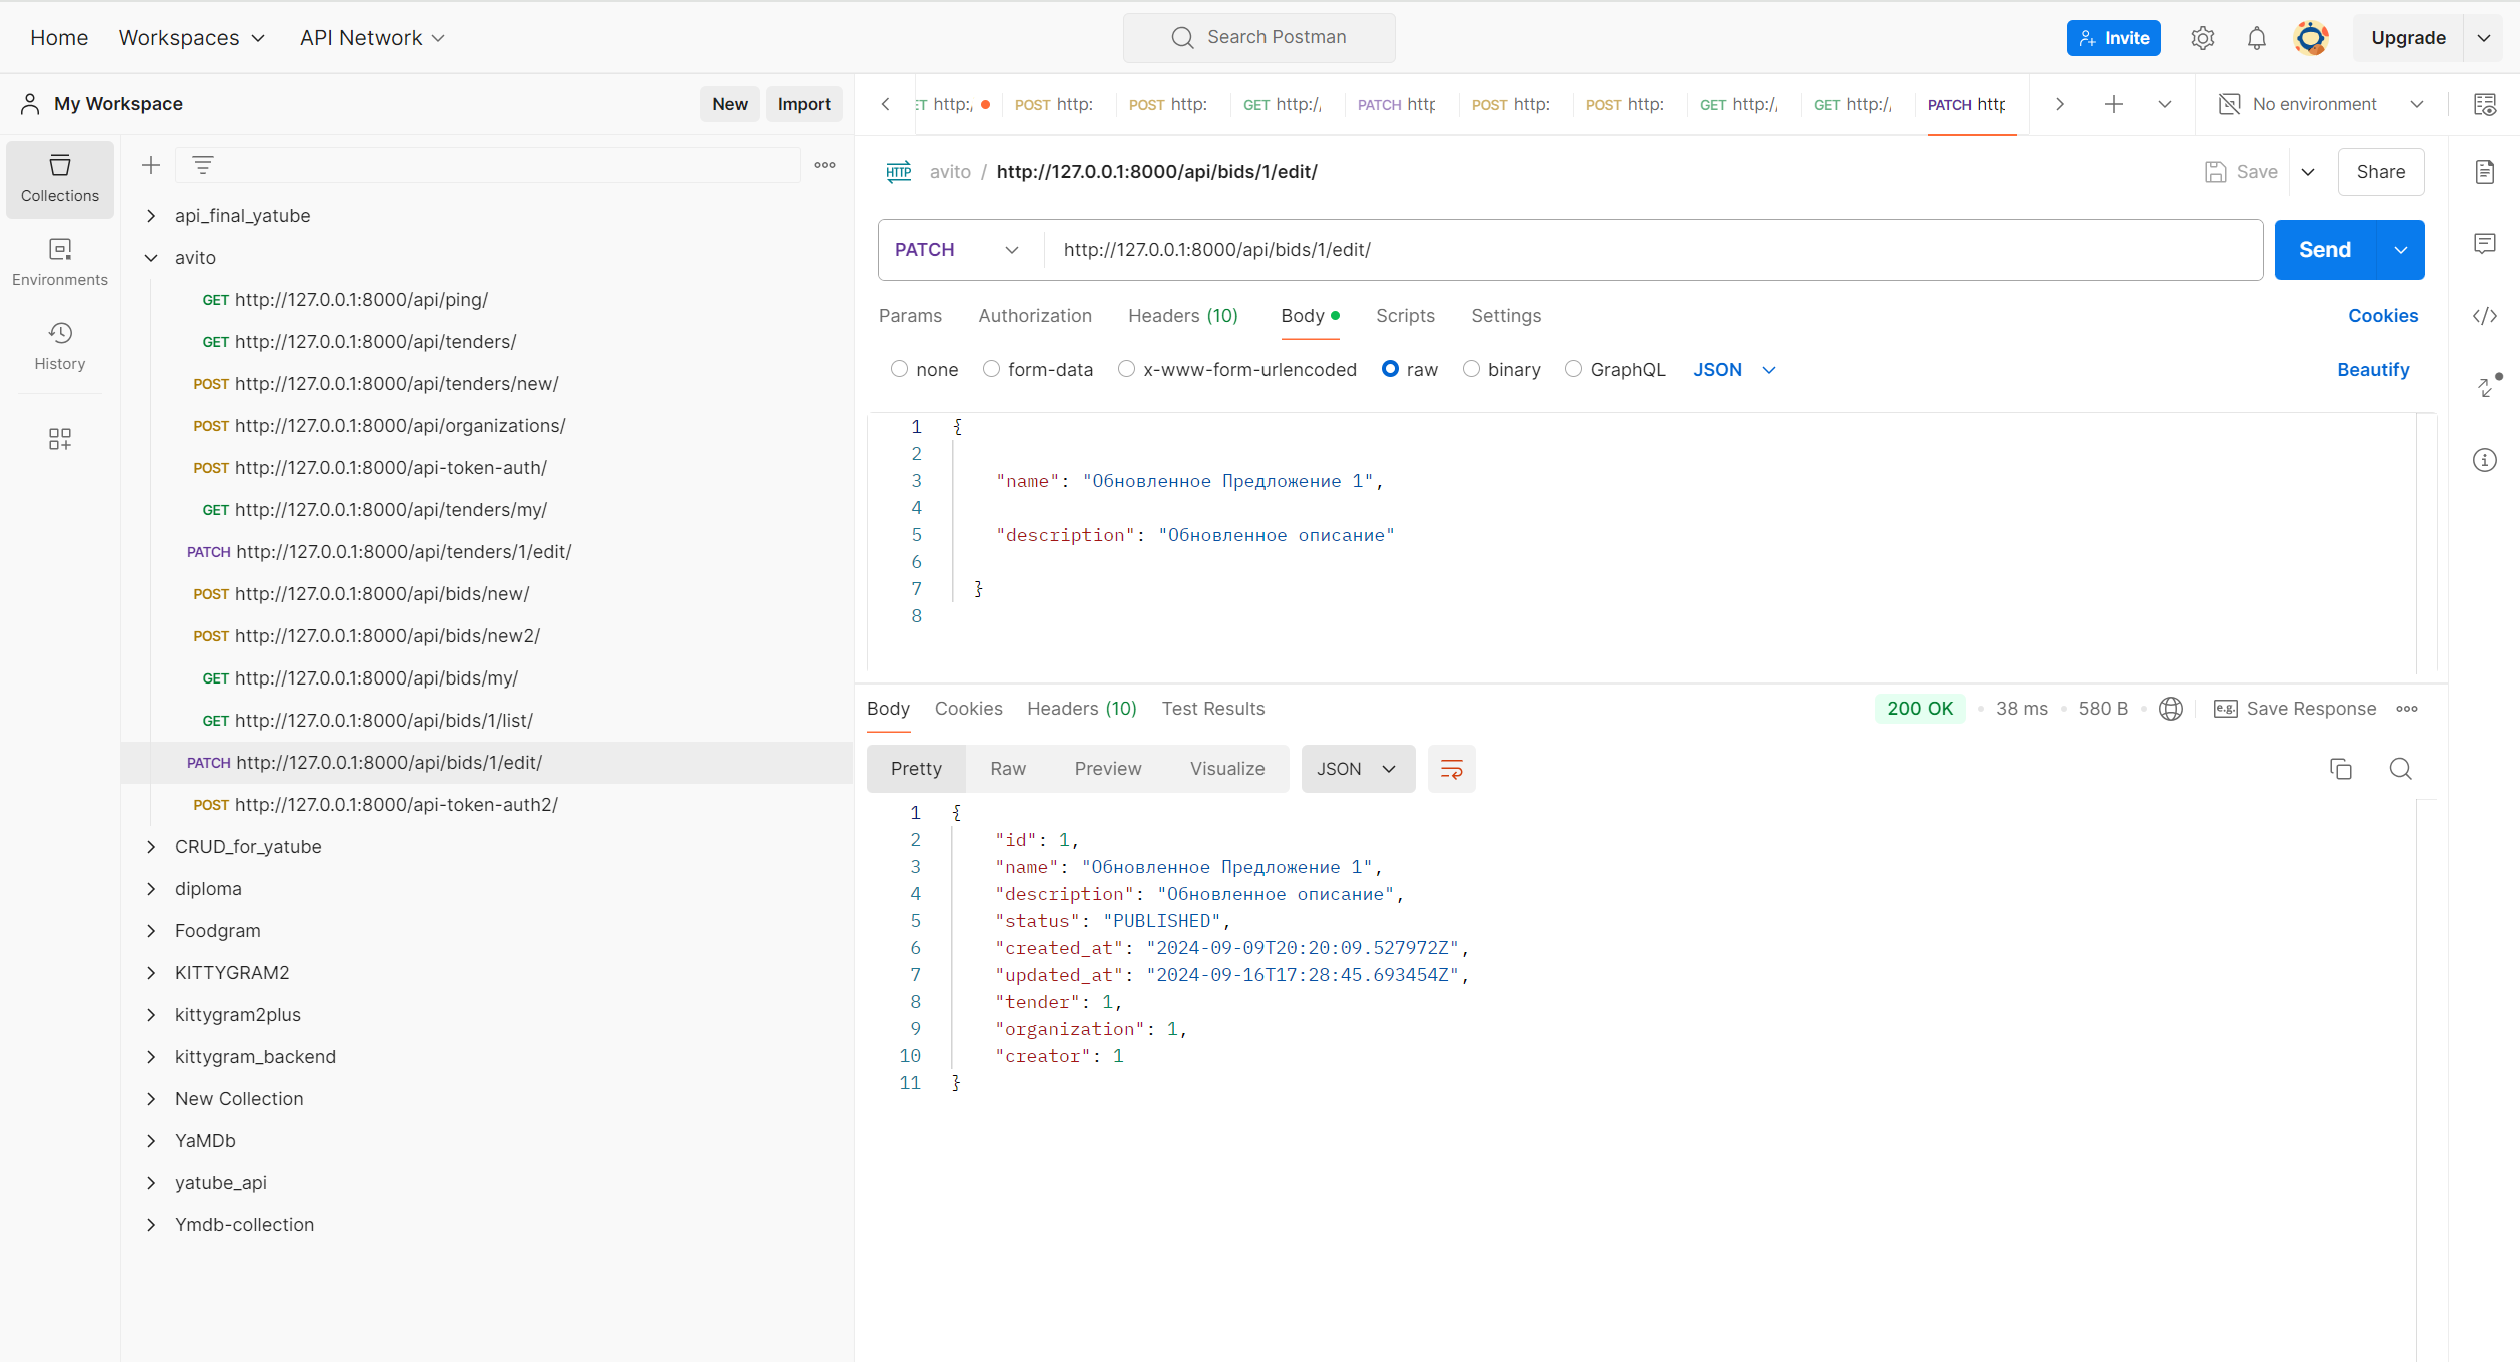 Home Workspaces API Network Search Postman Invite Upgrade
My Workspace New Import
ET http:/ POST http: POST http: GET http:/ PATCH http POST http: POST http: GET http:/ GET http:/ PATCH http No environment
Collections
Environments
History
api_final_yatube
avito
GET http://127.0.0.1:8000/api/ping/
GET http://127.0.0.1:8000/api/tenders/
POST http://127.0.0.1:8000/api/tenders/new/
POST http://127.0.0.1:8000/api/organizations/
POST http://127.0.0.1:8000/api-token-auth/
GET http://127.0.0.1:8000/api/tenders/my/
PATCH http://127.0.0.1:8000/api/tenders/1/edit/
POST http://127.0.0.1:8000/api/bids/new/
POST http://127.0.0.1:8000/api/bids/new2/
GET http://127.0.0.1:8000/api/bids/my/
GET http://127.0.0.1:8000/api/bids/1/list/
PATCH http://127.0.0.1:8000/api/bids/1/edit/
POST http://127.0.0.1:8000/api-token-auth2/
CRUD_for_yatube
diploma
Foodgram
KITTYGRAM2
kittygram2plus
kittygram_backend
New Collection
YaMDb
yatube_api
Ymdb-collection
HTTP avito / http://127.0.0.1:8000/api/bids/1/edit/ Save Share
PATCH http://127.0.0.1:8000/api/bids/1/edit/ Send
Params Authorization Headers (10) Body Scripts Settings Cookies
none form-data x-www-form-urlencoded raw binary GraphQL JSON Beautify
1 {
2
3 "name": "Обновленное Предложение 1",
4
5 "description": "Обновленное описание"
6
7 }
8
Body Cookies Headers (10) Test Results 200 OK 38 ms 580 B e.g. Save Response
Pretty Raw Preview Visualize JSON
1 {
2 "id": 1,
3 "name": "Обновленное Предложение 1",
4 "description": "Обновленное описание",
5 "status": "PUBLISHED",
6 "created_at": "2024-09-09T20:20:09.527972Z",
7 "updated_at": "2024-09-16T17:28:45.693454Z",
8 "tender": 1,
9 "organization": 1,
10 "creator": 1
11 }